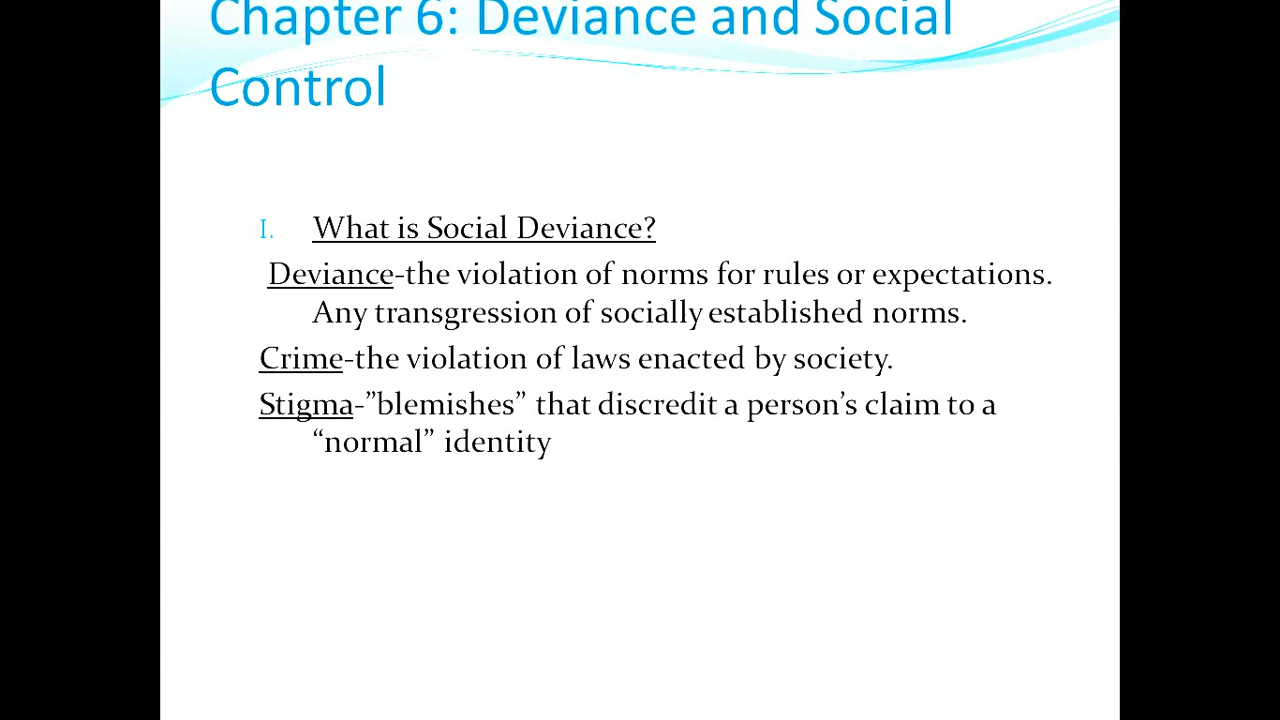 Chapter 6: Deviance and Social
Control
I. What is Social Deviance?
Deviance-the violation of norms for rules or expectations.
Any transgression of socially established norms.
Crime-the violation of laws enacted by society.
Stigma-”blemishes” that discredit a person’s claim to a
“normal” identity